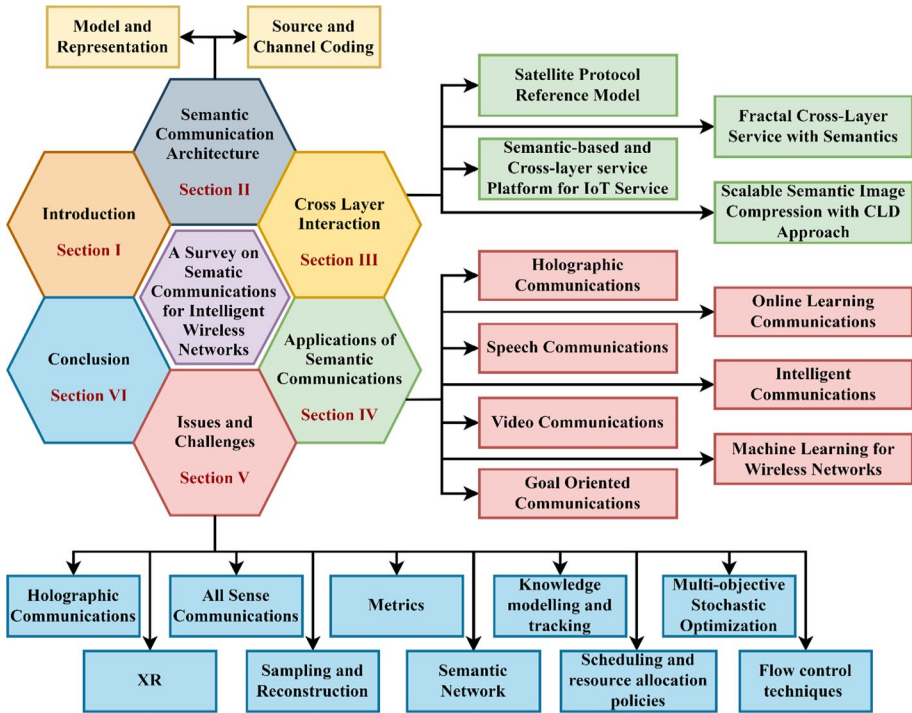 Model and
Representation
Source and
Channel Coding
Semantic
Communication
Architecture
Section II
Introduction
Section I
Cross Layer
Interaction
Section III
A Survey on
Sematic
Communications
for Intelligent
Wireless
Networks
Conclusion
Section VI
Applications of
Semantic
Communications
Section IV
Issues and
Challenges
Section V
Satellite Protocol
Reference Model
Fractal Cross-Layer
Service with Semantics
Semantic-based and
Cross-layer service
Platform for IoT Service
Scalable Semantic Image
Compression with CLD
Approach
Holographic
Communications
Online Learning
Communications
Speech Communications
Intelligent
Communications
Video Communications
Machine Learning for
Wireless Networks
Goal Oriented
Communications
Holographic
Communications
All Sense
Communications
Metrics
Knowledge
modelling and
tracking
Multi-objective
Stochastic
Optimization
XR
Sampling and
Reconstruction
Semantic
Network
Scheduling and
resource allocation
policies
Flow control
techniques